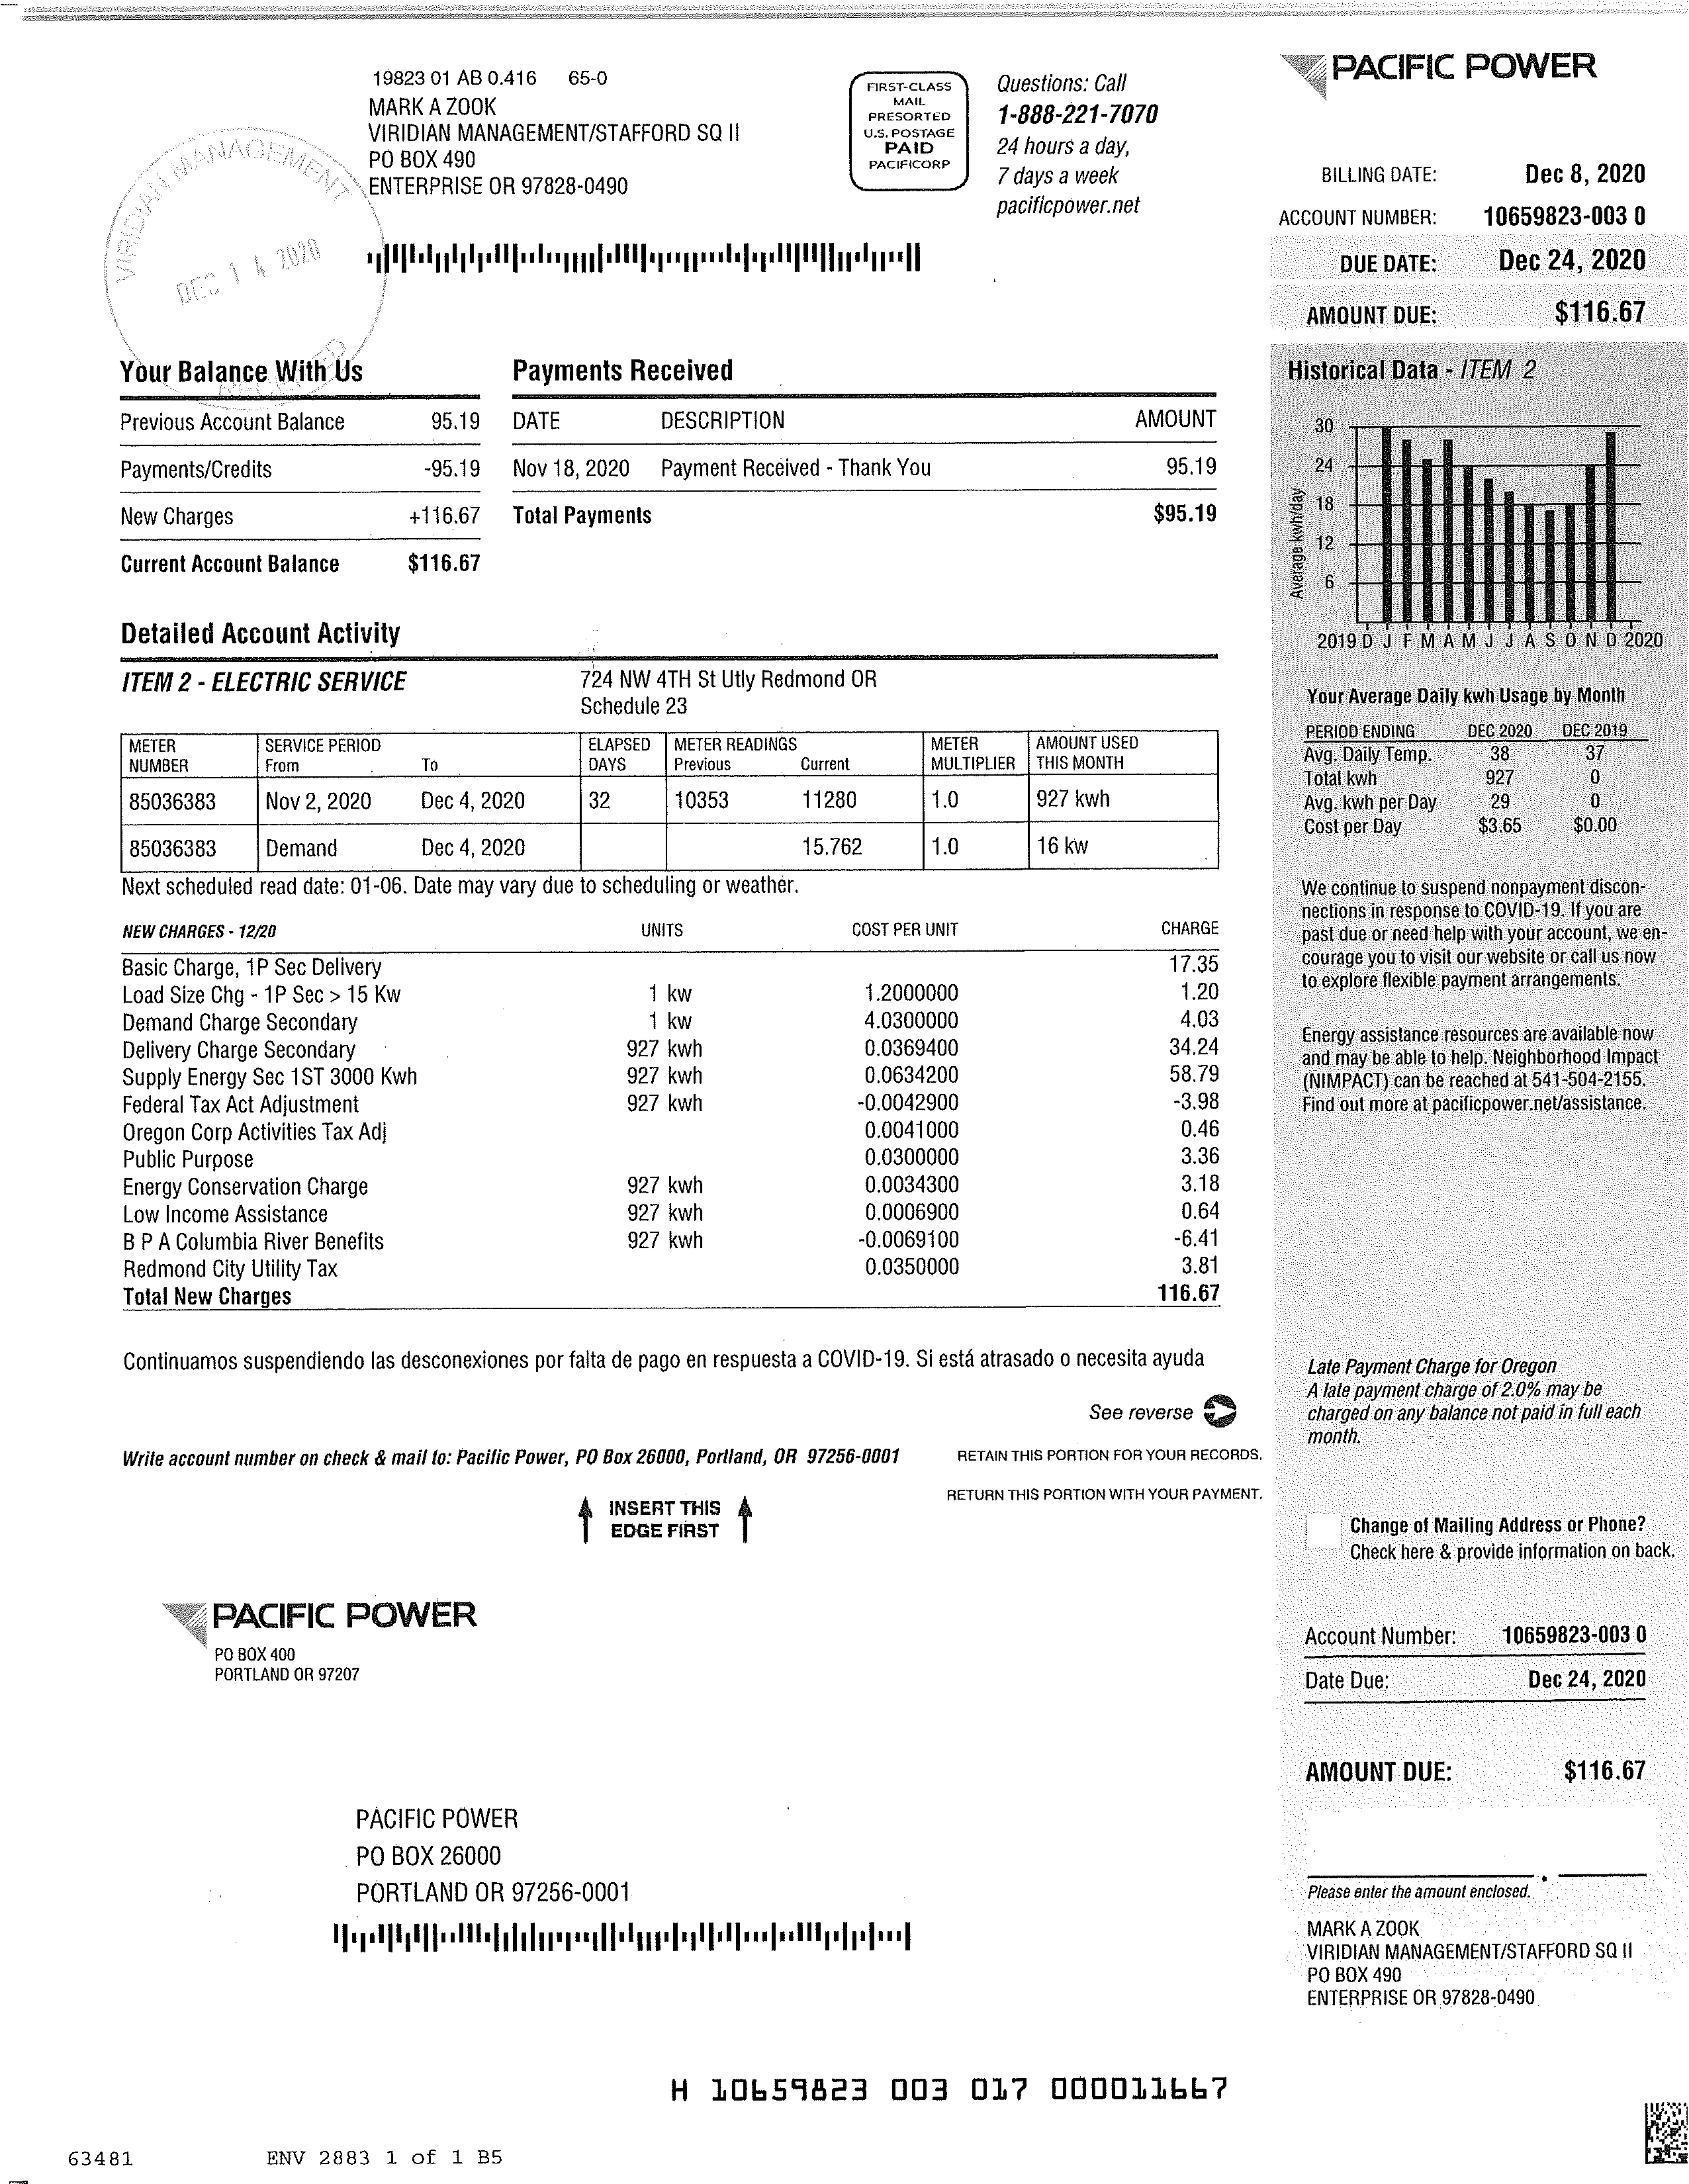 19823 01 AB 0.416 65-0
MARK A ZOOK
VIRIDIAN MANAGEMENT/STAFFORD SQ II
PO BOX 490
ENTERPRISE OR 97828-0490
VIRIDIAN MANAGEMENT
DEC 14 2020
RECEIVED
FIRST-CLASS
MAIL
PRESORTED
U.S. POSTAGE
PAID
PACIFICORP
Questions: Call
1-888-221-7070
24 hours a day,
7 days a week
pacificpower.net
PACIFIC POWER
BILLING DATE: Dec 8, 2020
ACCOUNT NUMBER: 10659823-003 0
DUE DATE: Dec 24, 2020
AMOUNT DUE: $116.67
Your Balance With Us
Previous Account Balance 95.19
Payments/Credits -95.19
New Charges +116.67
Current Account Balance $116.67
Payments Received
DATE DESCRIPTION AMOUNT
Nov 18, 2020 Payment Received - Thank You 95.19
Total Payments $95.19
Historical Data - ITEM 2
Average kwh/day
30
24
18
12
6
2019 D J F M A M J J A S O N D 2020
Your Average Daily kwh Usage by Month
PERIOD ENDING DEC 2020 DEC 2019
Avg. Daily Temp. 38 37
Total kwh 927 0
Avg. kwh per Day 29 0
Cost per Day $3.65 $0.00
We continue to suspend nonpayment discon-
nections in response to COVID-19. If you are
past due or need help with your account, we en-
courage you to visit our website or call us now
to explore flexible payment arrangements.
Energy assistance resources are available now
and may be able to help. Neighborhood Impact
(NIMPACT) can be reached at 541-504-2155.
Find out more at pacificpower.net/assistance.
Detailed Account Activity
ITEM 2 - ELECTRIC SERVICE 724 NW 4TH St Utly Redmond OR
Schedule 23
METER SERVICE PERIOD ELAPSED METER READINGS METER AMOUNT USED
NUMBER From To DAYS Previous Current MULTIPLIER THIS MONTH
85036383 Nov 2, 2020 Dec 4, 2020 32 10353 11280 1.0 927 kwh
85036383 Demand Dec 4, 2020 15.762 1.0 16 kw
Next scheduled read date: 01-06. Date may vary due to scheduling or weather.
NEW CHARGES - 12/20 UNITS COST PER UNIT CHARGE
Basic Charge, 1P Sec Delivery 17.35
Load Size Chg - 1P Sec > 15 Kw 1 kw 1.2000000 1.20
Demand Charge Secondary 1 kw 4.0300000 4.03
Delivery Charge Secondary 927 kwh 0.0369400 34.24
Supply Energy Sec 1ST 3000 Kwh 927 kwh 0.0634200 58.79
Federal Tax Act Adjustment 927 kwh -0.0042900 -3.98
Oregon Corp Activities Tax Adj 0.0041000 0.46
Public Purpose 0.0300000 3.36
Energy Conservation Charge 927 kwh 0.0034300 3.18
Low Income Assistance 927 kwh 0.0006900 0.64
B P A Columbia River Benefits 927 kwh -0.0069100 -6.41
Redmond City Utility Tax 0.0350000 3.81
Total New Charges 116.67
Continuamos suspendiendo las desconexiones por falta de pago en respuesta a COVID-19. Si está atrasado o necesita ayuda
See reverse
Late Payment Charge for Oregon
A late payment charge of 2.0% may be
charged on any balance not paid in full each
month.
Write account number on check & mail to: Pacific Power, PO Box 26000, Portland, OR 97256-0001
RETAIN THIS PORTION FOR YOUR RECORDS.
RETURN THIS PORTION WITH YOUR PAYMENT.
INSERT THIS
EDGE FIRST
Change of Mailing Address or Phone?
Check here & provide information on back.
PACIFIC POWER
PO BOX 400
PORTLAND OR 97207
Account Number: 10659823-003 0
Date Due: Dec 24, 2020
AMOUNT DUE: $116.67
PACIFIC POWER
PO BOX 26000
PORTLAND OR 97256-0001
Please enter the amount enclosed.
MARK A ZOOK
VIRIDIAN MANAGEMENT/STAFFORD SQ II
PO BOX 490
ENTERPRISE OR 97828-0490
H 10659823 003 017 000011667
63481 ENV 2883 1 of 1 B5